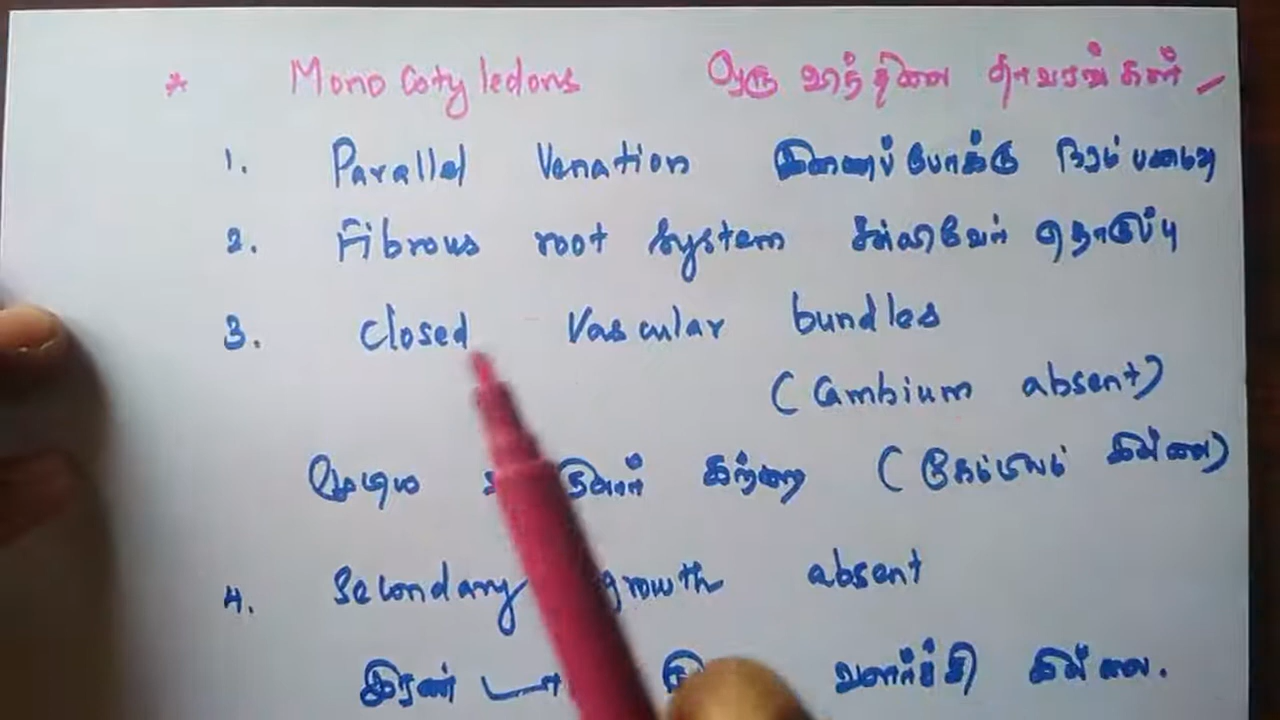 * Mono cotyledons ஒரு வித்திலை தாவரங்கள்
1. Parallel Venation இணைப்போக்கு நரம்பமைவு
2. Fibrous root system சல்லிவேர் தொகுப்பு
3. Closed Vascular bundles
(Cambium absent)
மூடிய கற்றை (கேம்பியம் இல்லை)
4. Secondary growth absent
இரண்டா வளர்ச்சி இல்லை.